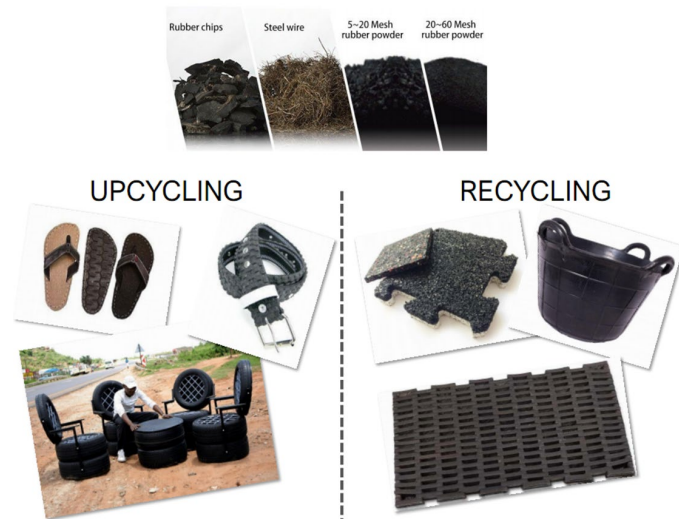 Rubber chips
Steel wire
5~20 Mesh
rubber powder
20~60 Mesh
rubber powder
UPCYCLING
RECYCLING